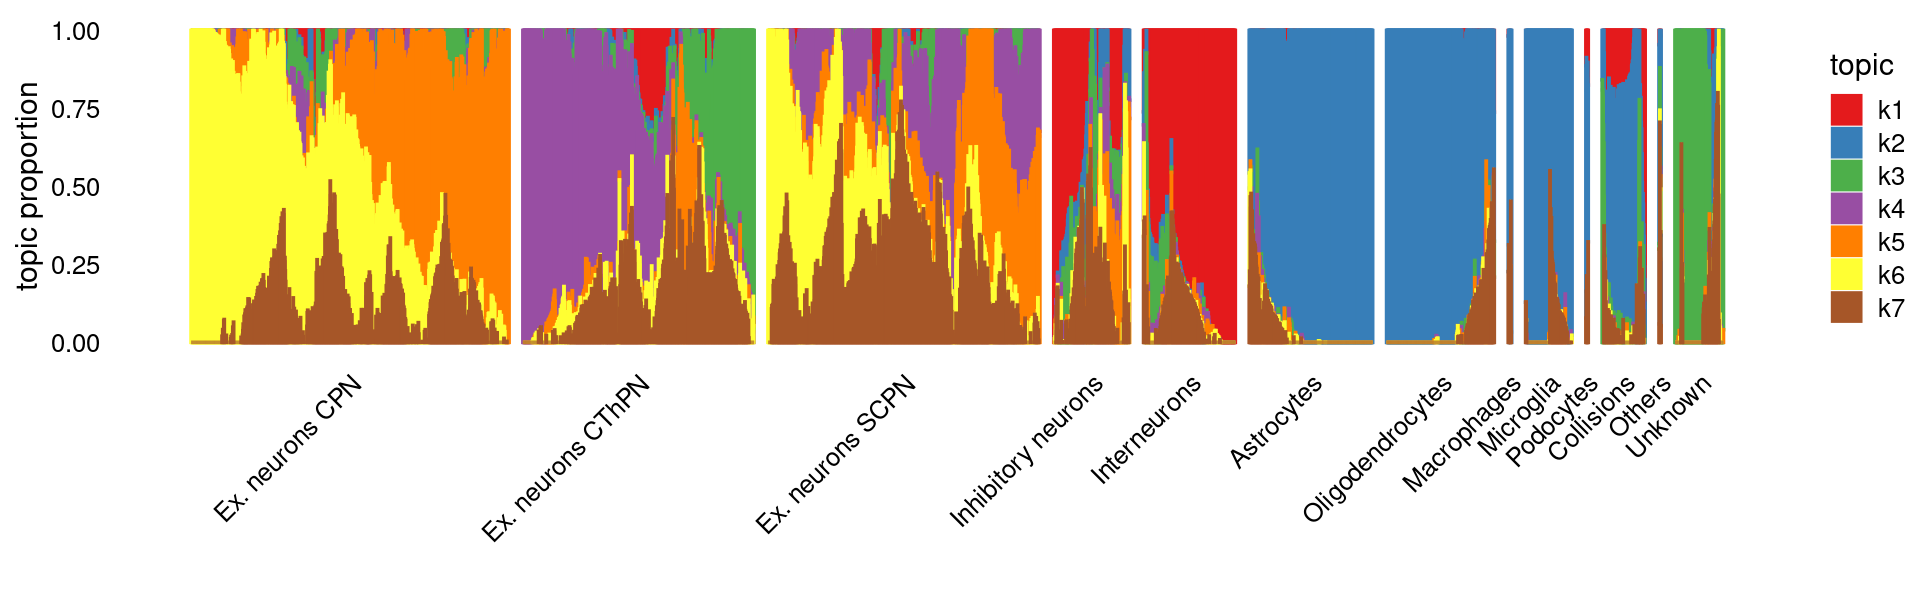 topic proportion
1.00
0.75
0.50
0.25
0.00
Ex. neurons CPN
Ex. neurons CThPN
Ex. neurons SCPN
Inhibitory neurons
Interneurons
Astrocytes
Oligodendrocytes
Macrophages
Microglia
Podocytes
Collisions
Others
Unknown
topic
k1
k2
k3
k4
k5
k6
k7